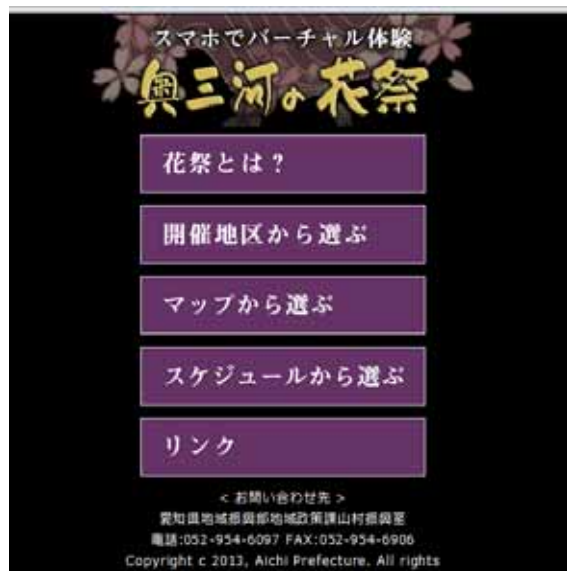 スマホでバーチャル体験
奥三河の花祭
花祭とは？
開催地区から選ぶ
マップから選ぶ
スケジュールから選ぶ
リンク
< お問い合わせ先 >
愛知県地域振興部地域政策課山村振興室
電話:052-954-6097 FAX:052-954-6906
Copyright c 2013, Aichi Prefecture. All rights